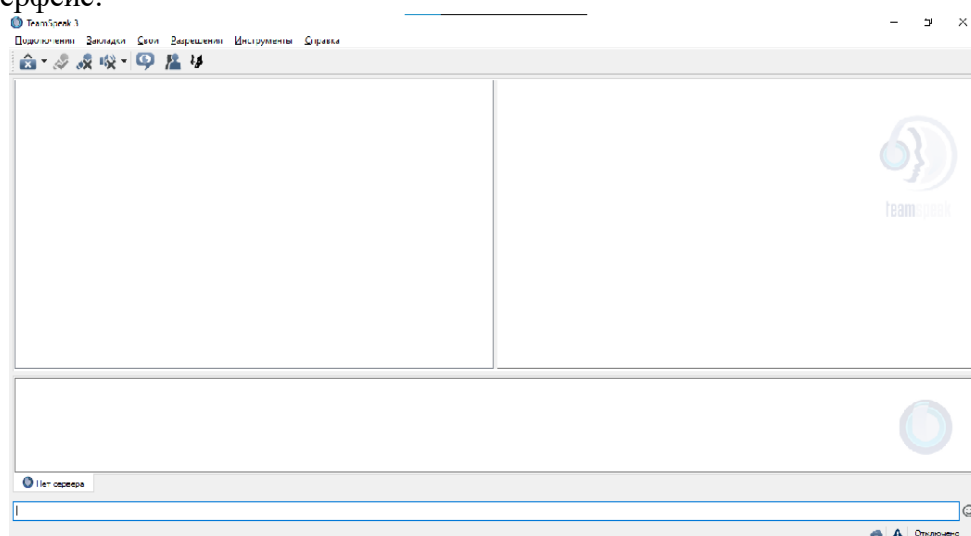 ерфейс.
TeamSpeak 3
Подключения Закладки Свои Разрешения Инструменты Справка
teamspeak
Нет сервера
Отключено